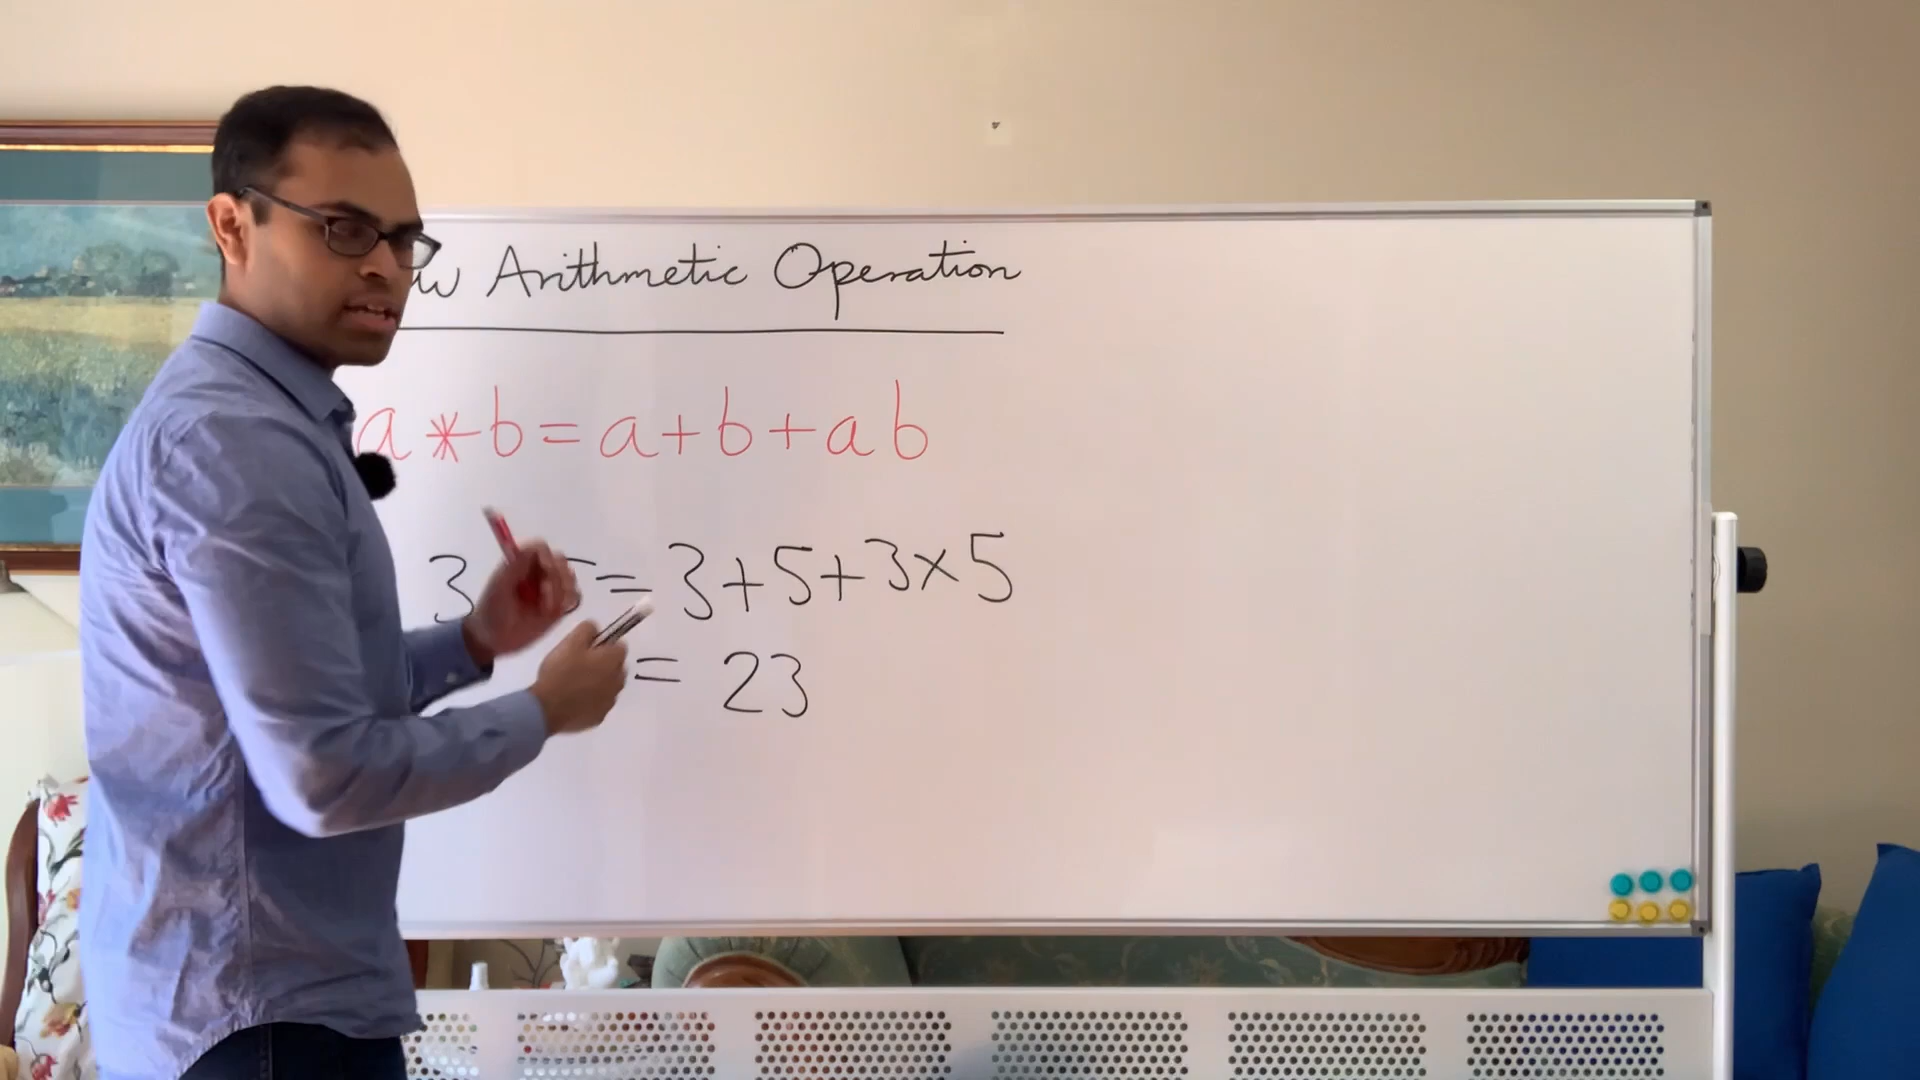 Arithmetic Operation
a * b = a + b + ab
3 = 3 + 5 + 3 × 5
= 23